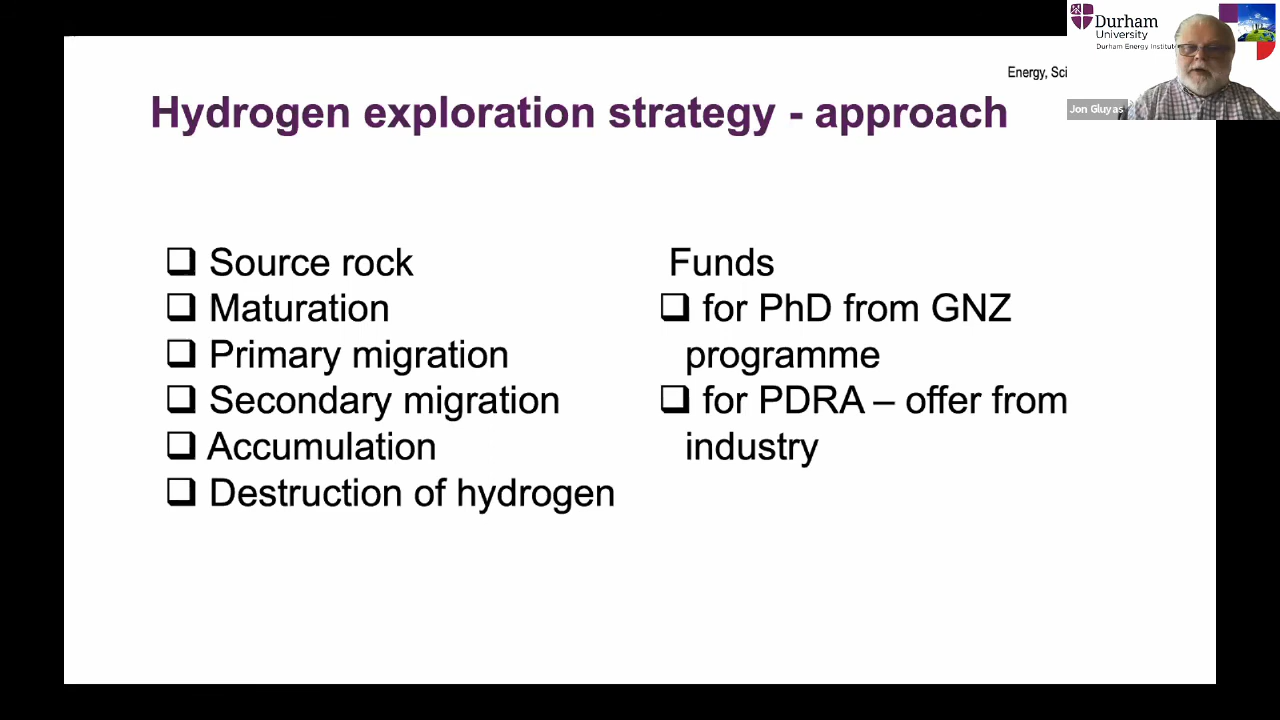 Durham
University
Durham Energy Institute
Energy, Sci
Jon Gluyas
Hydrogen exploration strategy - approach
❑ Source rock
❑ Maturation
❑ Primary migration
❑ Secondary migration
❑ Accumulation
❑ Destruction of hydrogen
Funds
❑ for PhD from GNZ
programme
❑ for PDRA – offer from
industry